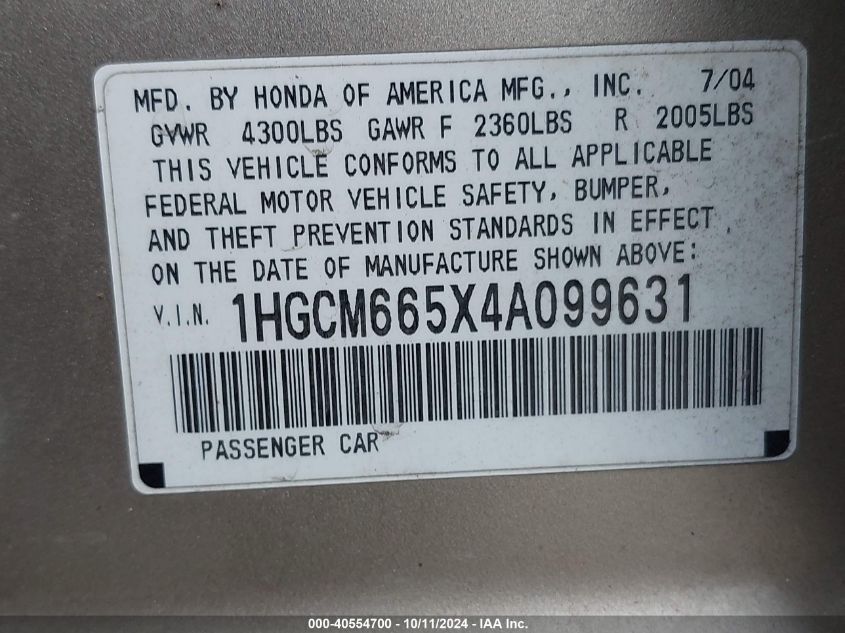 MFD. BY HONDA OF AMERICA MFG., INC. 7/04
GVWR 4300LBS GAWR F 2360LBS R 2005LBS
THIS VEHICLE CONFORMS TO ALL APPLICABLE
FEDERAL MOTOR VEHICLE SAFETY, BUMPER,
AND THEFT PREVENTION STANDARDS IN EFFECT
ON THE DATE OF MANUFACTURE SHOWN ABOVE:
V.I.N. 1HGCM665X4A099631
PASSENGER CAR
000-40554700 - 10/11/2024 - IAA Inc.